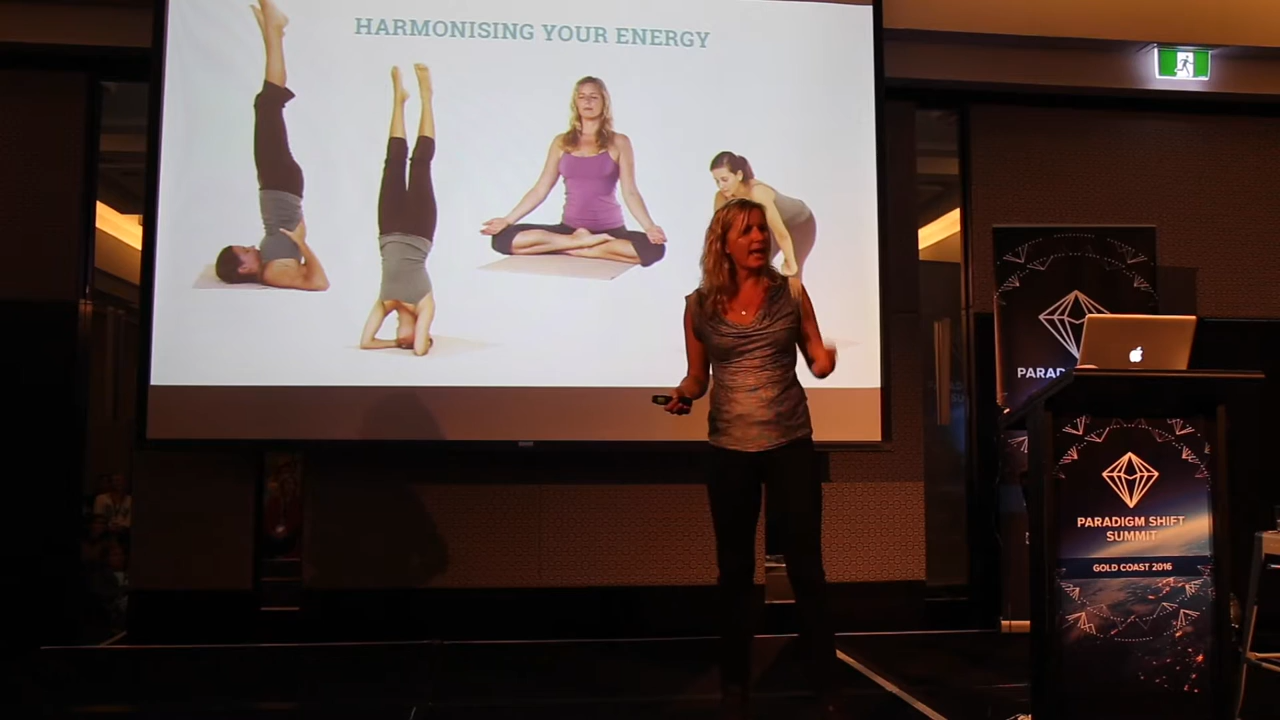 HARMONISING YOUR ENERGY
PARAD
PARADIGM SHIFT
SUMMIT
GOLD COAST 2016